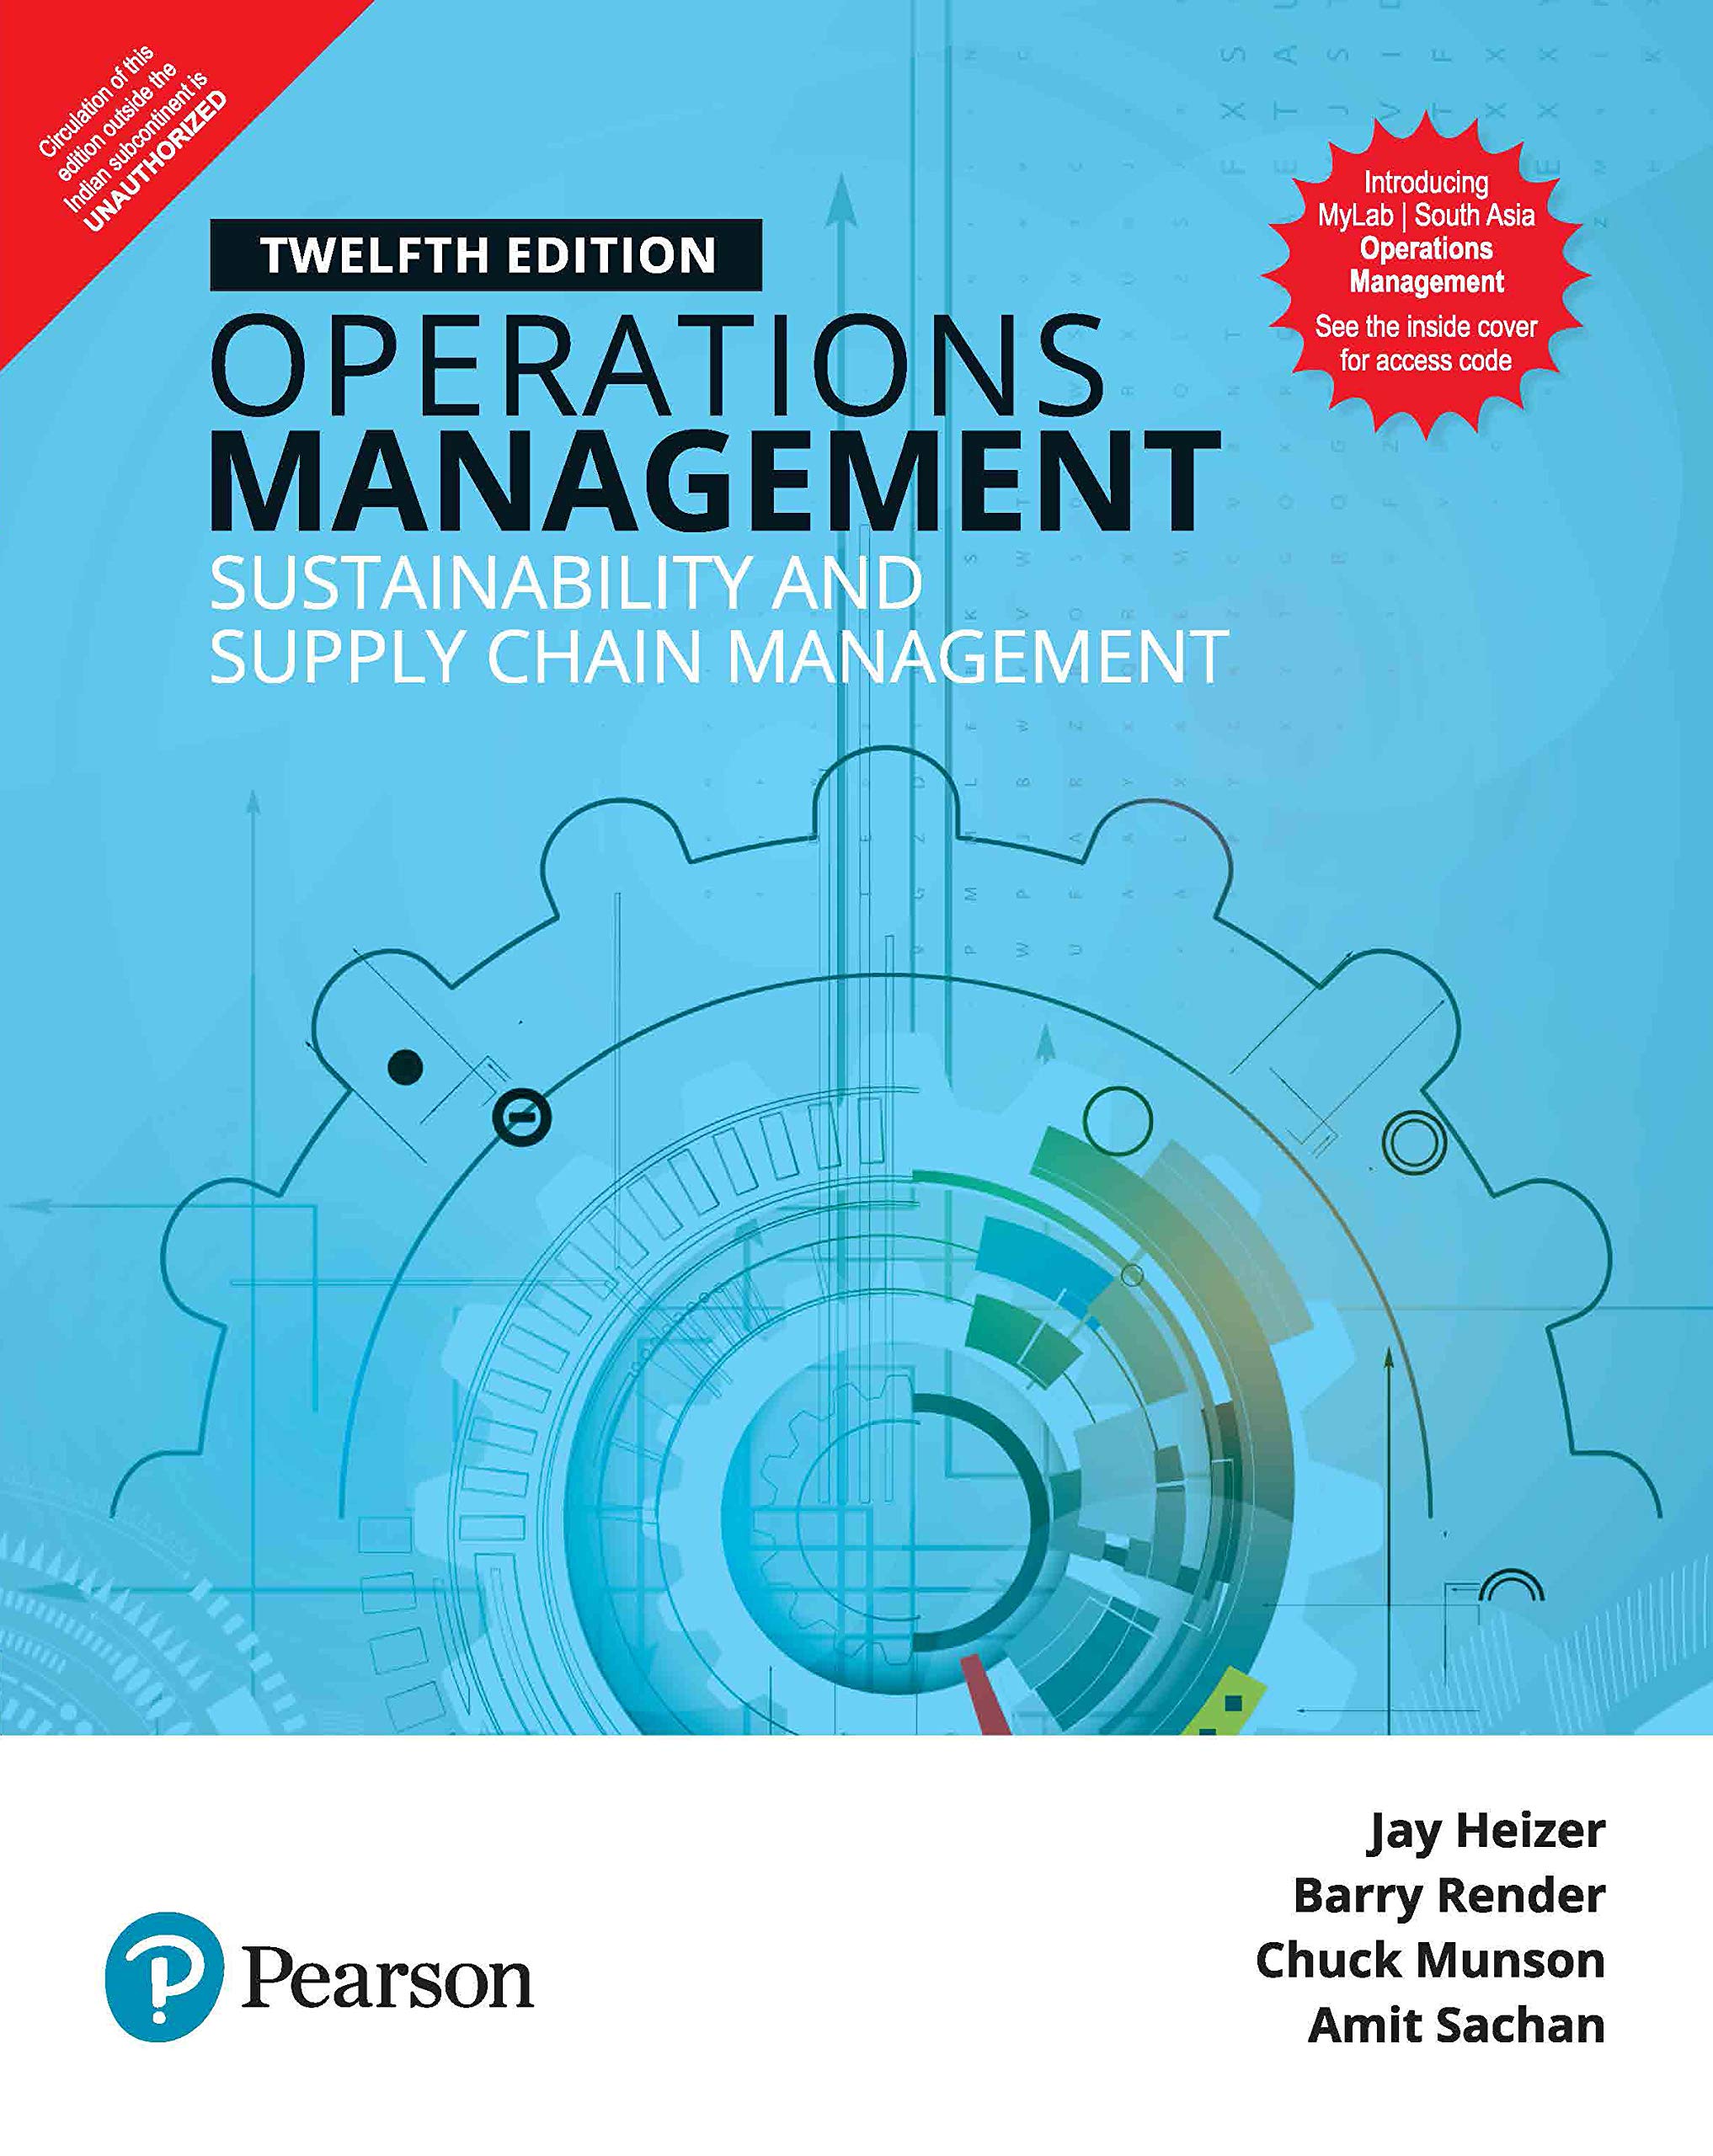 Circulation of this
edition outside the
Indian subcontinent is
UNAUTHORIZED
Introducing
MyLab | South Asia
Operations
Management
See the inside cover
for access code
TWELFTH EDITION
OPERATIONS
MANAGEMENT
SUSTAINABILITY AND
SUPPLY CHAIN MANAGEMENT
Jay Heizer
Barry Render
Chuck Munson
Amit Sachan
Pearson